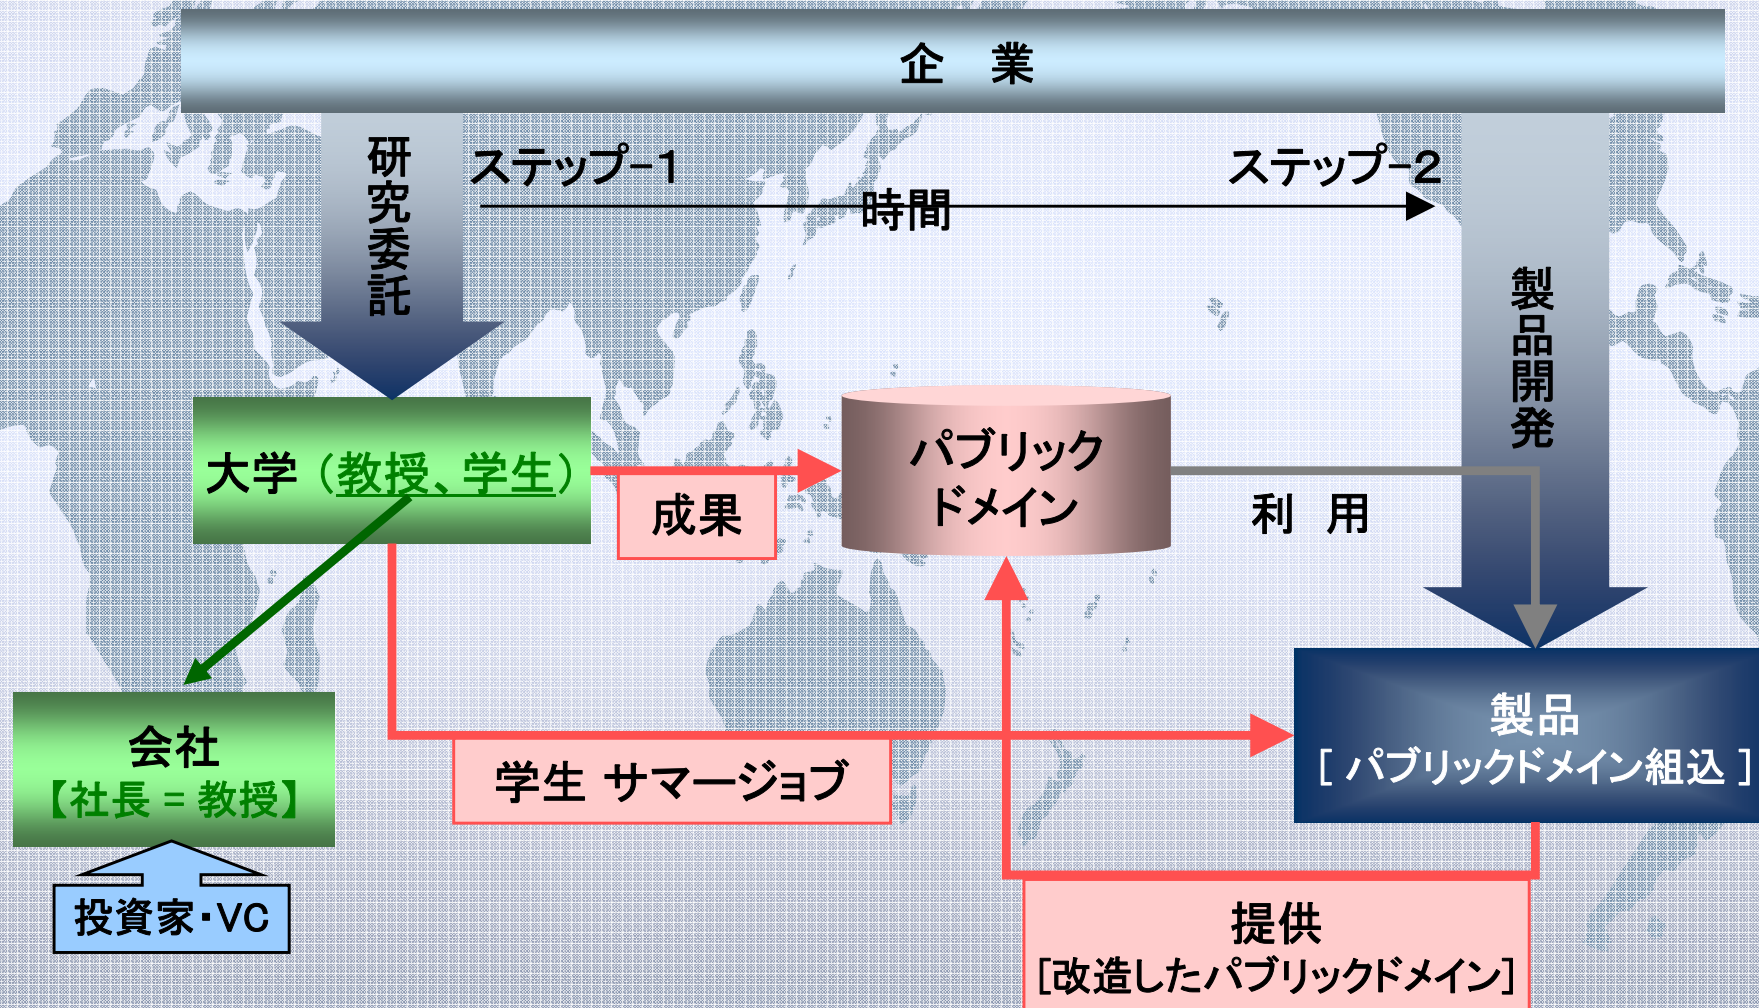 企　業
研究委託
ステップ-1
ステップ-2
時間
製品開発
大学（教授、学生）
成果
パブリック
ドメイン
利　用
会社
【社長 = 教授】
学生 サマージョブ
製品
[ パブリックドメイン組込 ]
投資家・VC
提供
[改造したパブリックドメイン]